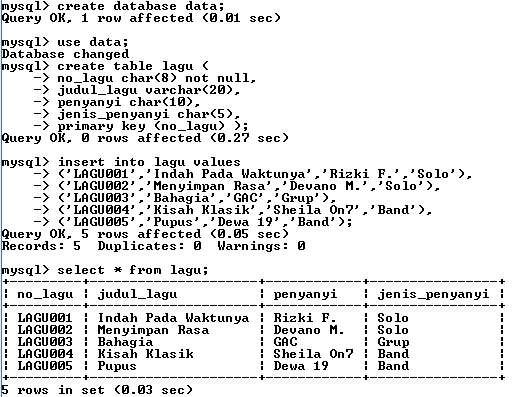 mysql> create database data;
Query OK, 1 row affected (0.01 sec)
mysql> use data;
Database changed
mysql> create table lagu (
    -> no_lagu char(8) not null,
    -> judul_lagu varchar(20),
    -> penyanyi char(10),
    -> jenis_penyanyi char(5),
    -> primary key (no_lagu) );
Query OK, 0 rows affected (0.27 sec)
mysql> insert into lagu values
    -> ('LAGU001','Indah Pada Waktunya','Rizki F.','Solo'),
    -> ('LAGU002','Menyimpan Rasa','Devano M.','Solo'),
    -> ('LAGU003','Bahagia','GAC','Grup'),
    -> ('LAGU004','Kisah Klasik','Sheila On7','Band'),
    -> ('LAGU005','Pupus','Dewa 19','Band');
Query OK, 5 rows affected (0.05 sec)
Records: 5  Duplicates: 0  Warnings: 0
mysql> select * from lagu;
+---------+---------------------+------------+----------------+
| no_lagu | judul_lagu          | penyanyi   | jenis_penyanyi |
+---------+---------------------+------------+----------------+
| LAGU001 | Indah Pada Waktunya | Rizki F.   | Solo           |
| LAGU002 | Menyimpan Rasa      | Devano M.  | Solo           |
| LAGU003 | Bahagia             | GAC        | Grup           |
| LAGU004 | Kisah Klasik        | Sheila On7 | Band           |
| LAGU005 | Pupus               | Dewa 19    | Band           |
+---------+---------------------+------------+----------------+
5 rows in set (0.03 sec)